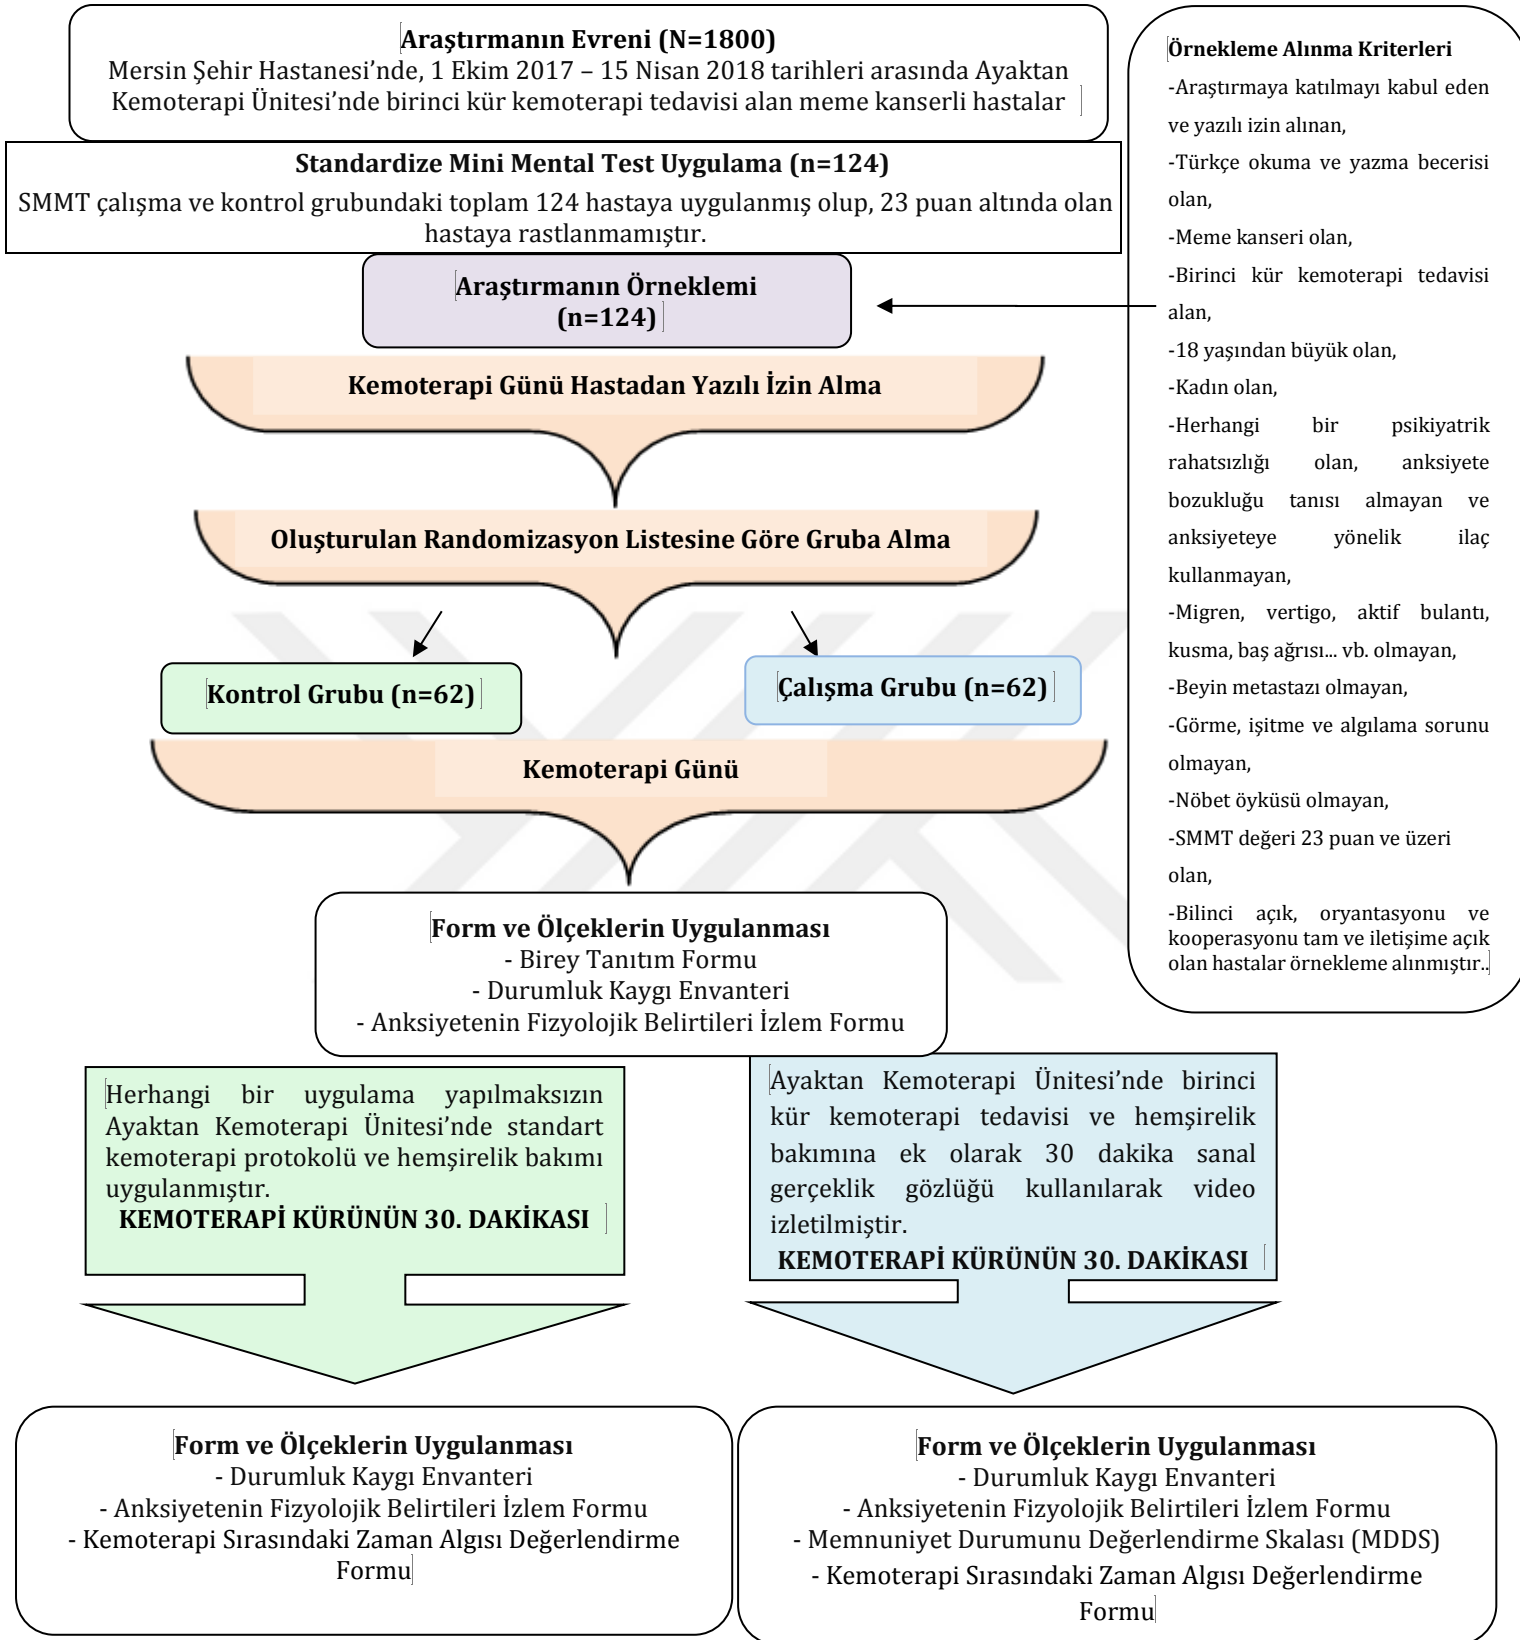 Araştırmanın Evreni (N=1800)
Mersin Şehir Hastanesi’nde, 1 Ekim 2017 – 15 Nisan 2018 tarihleri arasında Ayaktan
Kemoterapi Ünitesi’nde birinci kür kemoterapi tedavisi alan meme kanserli hastalar
Standardize Mini Mental Test Uygulama (n=124)
SMMT çalışma ve kontrol grubundaki toplam 124 hastaya uygulanmış olup, 23 puan altında olan
hastaya rastlanmamıştır.
Araştırmanın Örneklemi
(n=124)
Örnekleme Alınma Kriterleri
-Araştırmaya katılmayı kabul eden
ve yazılı izin alınan,
-Türkçe okuma ve yazma becerisi
olan,
-Meme kanseri olan,
-Birinci kür kemoterapi tedavisi
alan,
-18 yaşından büyük olan,
-Kadın olan,
-Herhangi bir psikiyatrik
rahatsızlığı olan, anksiyete
bozukluğu tanısı almayan ve
anksiyeteye yönelik ilaç
kullanmayan,
-Migren, vertigo, aktif bulantı,
kusma, baş ağrısı... vb. olmayan,
-Beyin metastazı olmayan,
-Görme, işitme ve algılama sorunu
olmayan,
-Nöbet öyküsü olmayan,
-SMMT değeri 23 puan ve üzeri
olan,
-Bilinci açık, oryantasyonu ve
kooperasyonu tam ve iletişime açık
olan hastalar örnekleme alınmıştır..
Kemoterapi Günü Hastadan Yazılı İzin Alma
Oluşturulan Randomizasyon Listesine Göre Gruba Alma
Kontrol Grubu (n=62)
Çalışma Grubu (n=62)
Kemoterapi Günü
Form ve Ölçeklerin Uygulanması
- Birey Tanıtım Formu
- Durumluk Kaygı Envanteri
- Anksiyetenin Fizyolojik Belirtileri İzlem Formu
Herhangi bir uygulama yapılmaksızın
Ayaktan Kemoterapi Ünitesi’nde standart
kemoterapi protokolü ve hemşirelik bakımı
uygulanmıştır.
KEMOTERAPİ KÜRÜNÜN 30. DAKİKASI
Ayaktan Kemoterapi Ünitesi’nde birinci
kür kemoterapi tedavisi ve hemşirelik
bakımına ek olarak 30 dakika sanal
gerçeklik gözlüğü kullanılarak video
izletilmiştir.
KEMOTERAPİ KÜRÜNÜN 30. DAKİKASI
Form ve Ölçeklerin Uygulanması
- Durumluk Kaygı Envanteri
- Anksiyetenin Fizyolojik Belirtileri İzlem Formu
- Kemoterapi Sırasındaki Zaman Algısı Değerlendirme
Formu
Form ve Ölçeklerin Uygulanması
- Durumluk Kaygı Envanteri
- Anksiyetenin Fizyolojik Belirtileri İzlem Formu
- Memnuniyet Durumunu Değerlendirme Skalası (MDDS)
- Kemoterapi Sırasındaki Zaman Algısı Değerlendirme
Formu